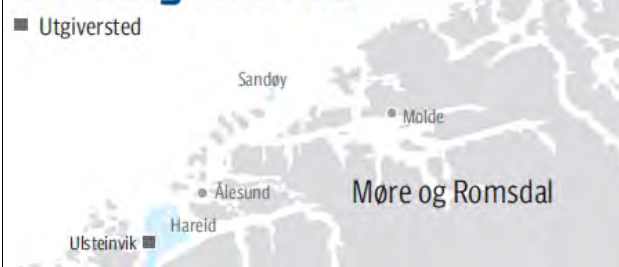 Utgiversted
Sandøy
Molde
Ålesund
Møre og Romsdal
Hareid
Ulsteinvik